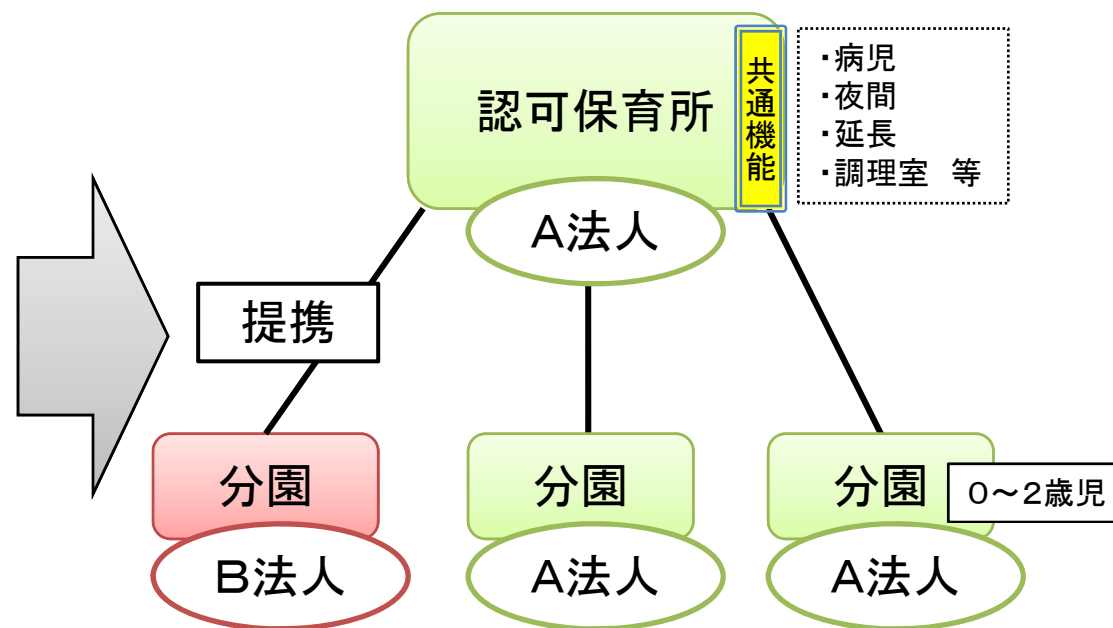 認可保育所
共通機能
・病児
・夜間
・延長
・調理室 等
A法人
提携
分園
分園
分園
0~2歳児
B法人
A法人
A法人